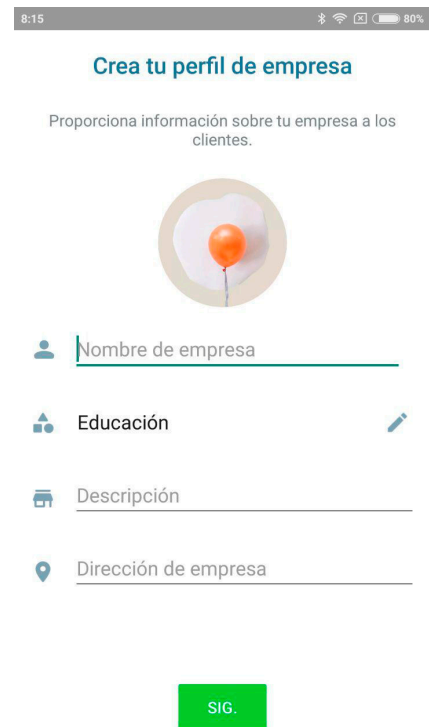 8:15
80%
Crea tu perfil de empresa
Proporciona información sobre tu empresa a los
clientes.
Nombre de empresa
Educación
Descripción
Dirección de empresa
SIG.